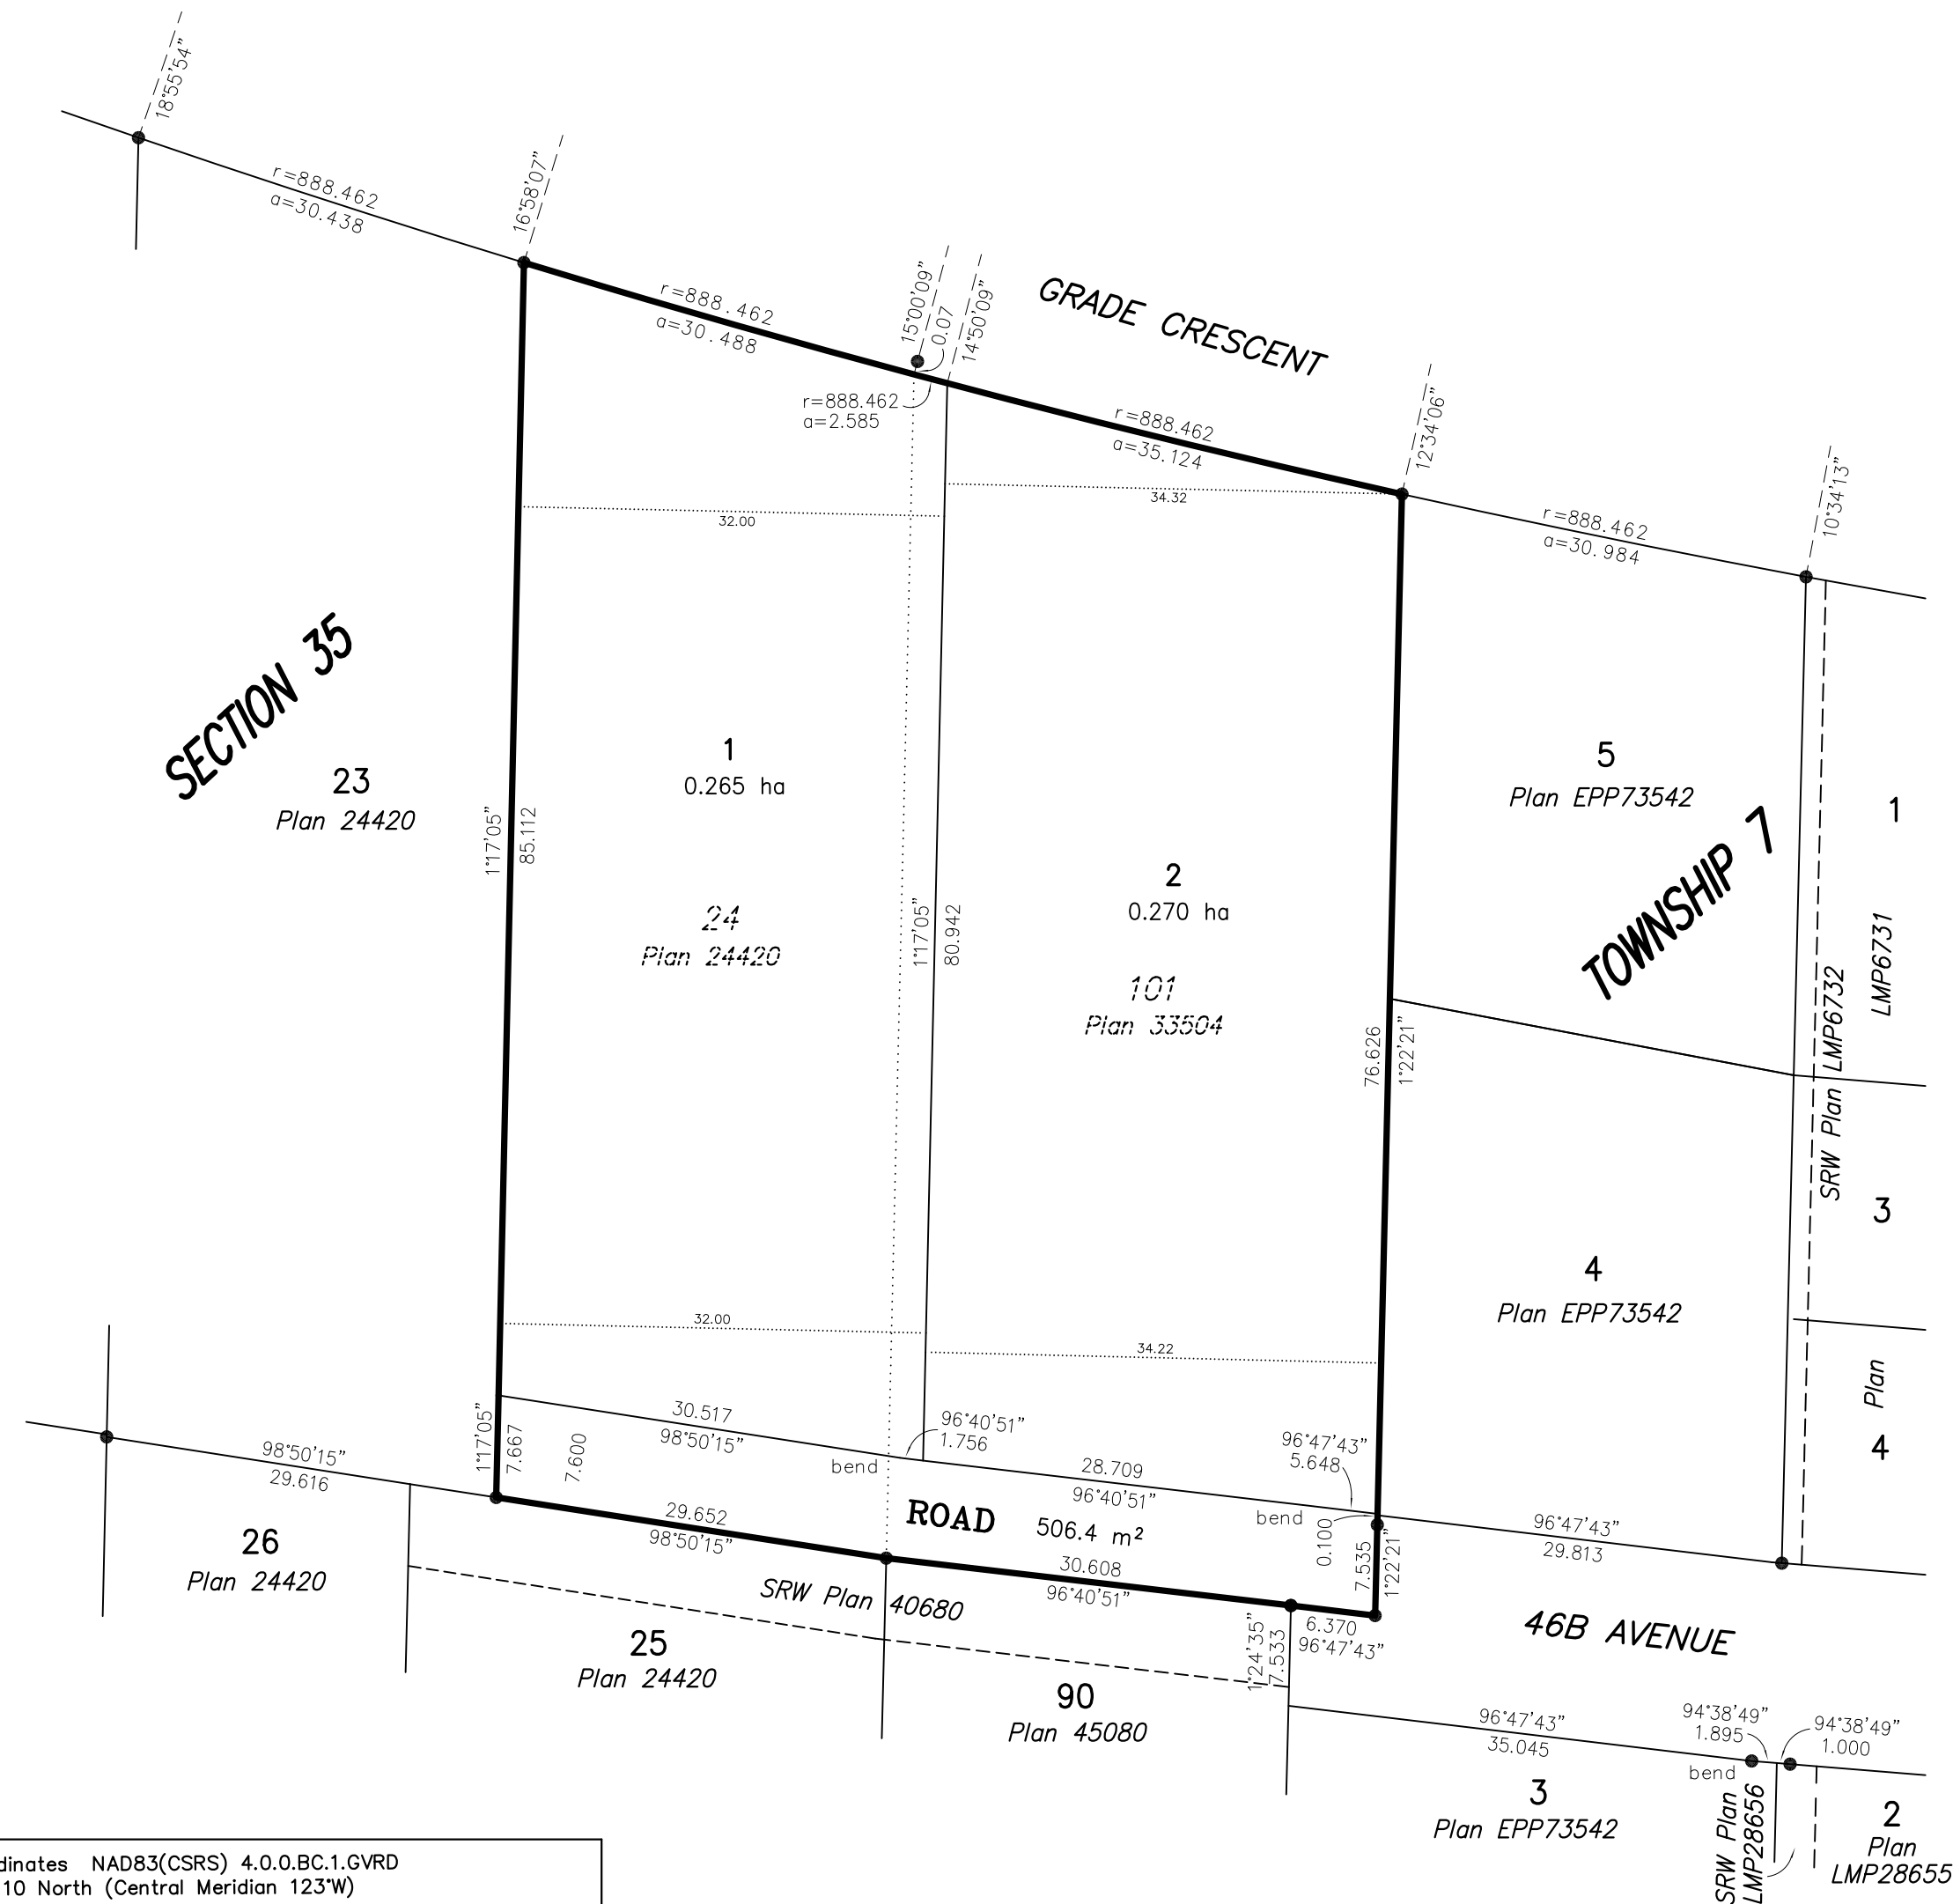 18°55'54"
r=888.462
a=30.438
16°58'07"
r=888.462
a=30.488
15°00'09"
0.07
14°50'09"
GRADE CRESCENT
r=888.462
a=2.585
r=888.462
a=35.124
12°34'06"
r=888.462
a=30.984
10°34'13"
32.00
34.32
SECTION 35
23
Plan 24420
1
0.265 ha
24
Plan 24420
1°17'05"
85.112
1°17'05"
80.942
2
0.270 ha
101
Plan 33504
76.626
1°22'21"
5
Plan EPP73542
TOWNSHIP 7
1
LMP6731
SRW Plan LMP6732
3
4
Plan EPP73542
Plan
4
32.00
34.22
98°50'15"
29.616
1°17'05"
7.667
7.600
30.517
98°50'15"
bend
96°40'51"
1.756
28.709
96°40'51"
96°47'43"
5.648
bend
0.100
7.535
1°22'21"
96°47'43"
29.813
ROAD 506.4 m²
29.652
98°50'15"
30.608
96°40'51"
6.370
96°47'43"
1°24'35"
7.533
SRW Plan 40680
26
Plan 24420
25
Plan 24420
90
Plan 45080
46B AVENUE
96°47'43"
35.045
94°38'49"
1.895
bend
94°38'49"
1.000
3
Plan EPP73542
SRW Plan
LMP28656
2
Plan
LMP28655
dinates NAD83(CSRS) 4.0.0.BC.1.GVRD
10 North (Central Meridian 123°W)